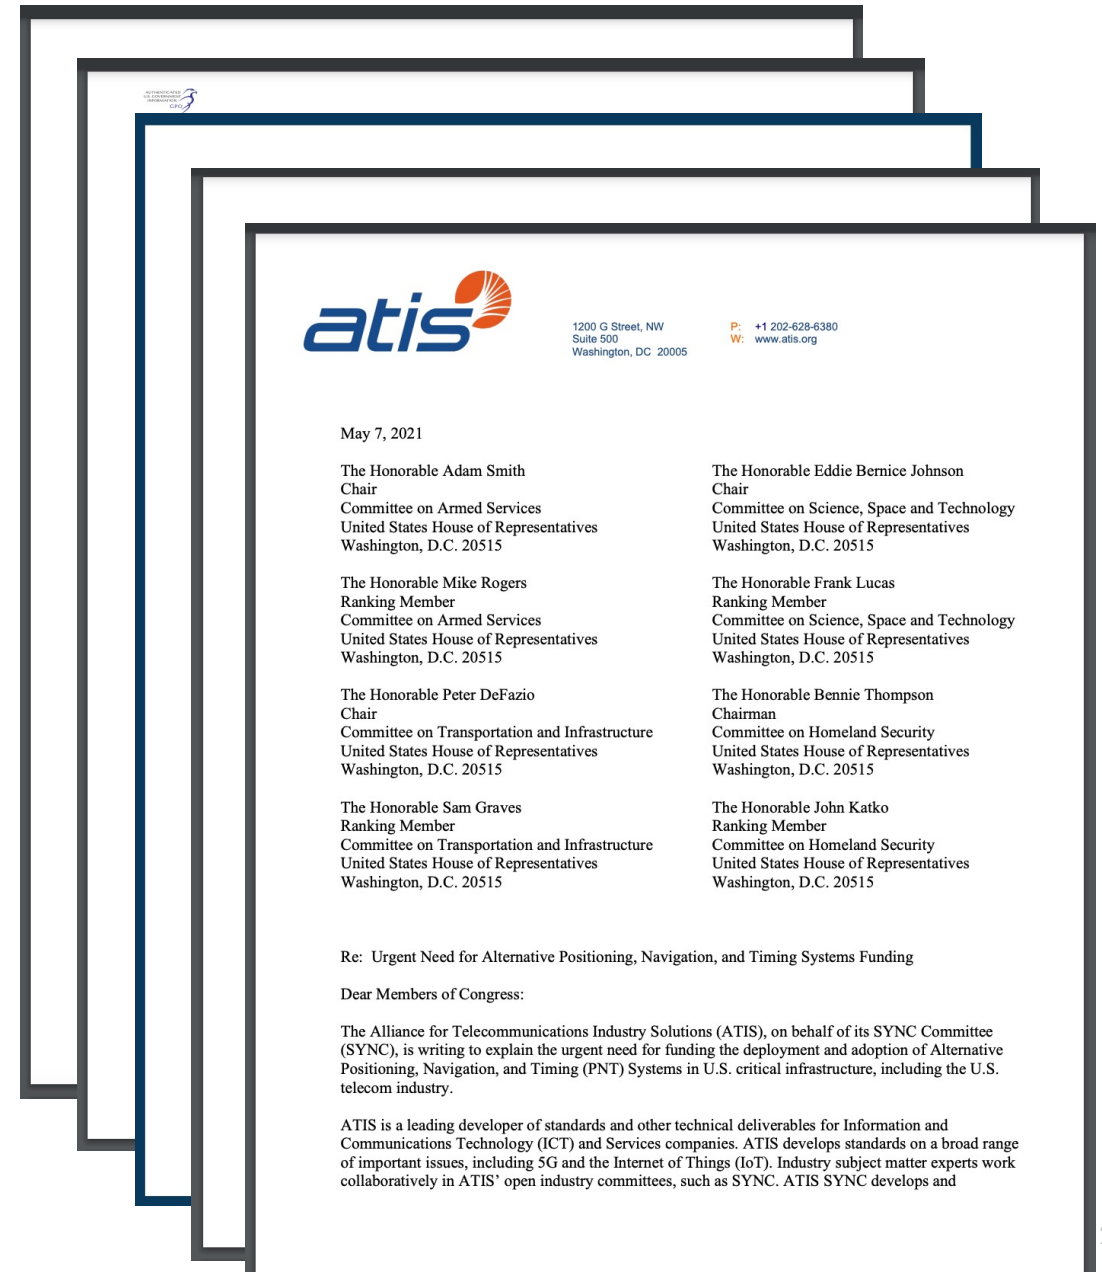 AUTHENTICATED
U.S. GOVERNMENT
INFORMATION
GPO
atis
1200 G Street, NW
Suite 500
Washington, DC 20005
P: +1 202-628-6380
W: www.atis.org
May 7, 2021
The Honorable Adam Smith
Chair
Committee on Armed Services
United States House of Representatives
Washington, D.C. 20515
The Honorable Eddie Bernice Johnson
Chair
Committee on Science, Space and Technology
United States House of Representatives
Washington, D.C. 20515
The Honorable Mike Rogers
Ranking Member
Committee on Armed Services
United States House of Representatives
Washington, D.C. 20515
The Honorable Frank Lucas
Ranking Member
Committee on Science, Space and Technology
United States House of Representatives
Washington, D.C. 20515
The Honorable Peter DeFazio
Chair
Committee on Transportation and Infrastructure
United States House of Representatives
Washington, D.C. 20515
The Honorable Bennie Thompson
Chairman
Committee on Homeland Security
United States House of Representatives
Washington, D.C. 20515
The Honorable Sam Graves
Ranking Member
Committee on Transportation and Infrastructure
United States House of Representatives
Washington, D.C. 20515
The Honorable John Katko
Ranking Member
Committee on Homeland Security
United States House of Representatives
Washington, D.C. 20515
Re: Urgent Need for Alternative Positioning, Navigation, and Timing Systems Funding
Dear Members of Congress:
The Alliance for Telecommunications Industry Solutions (ATIS), on behalf of its SYNC Committee
(SYNC), is writing to explain the urgent need for funding the deployment and adoption of Alternative
Positioning, Navigation, and Timing (PNT) Systems in U.S. critical infrastructure, including the U.S.
telecom industry.
ATIS is a leading developer of standards and other technical deliverables for Information and
Communications Technology (ICT) and Services companies. ATIS develops standards on a broad range
of important issues, including 5G and the Internet of Things (IoT). Industry subject matter experts work
collaboratively in ATIS’ open industry committees, such as SYNC. ATIS SYNC develops and